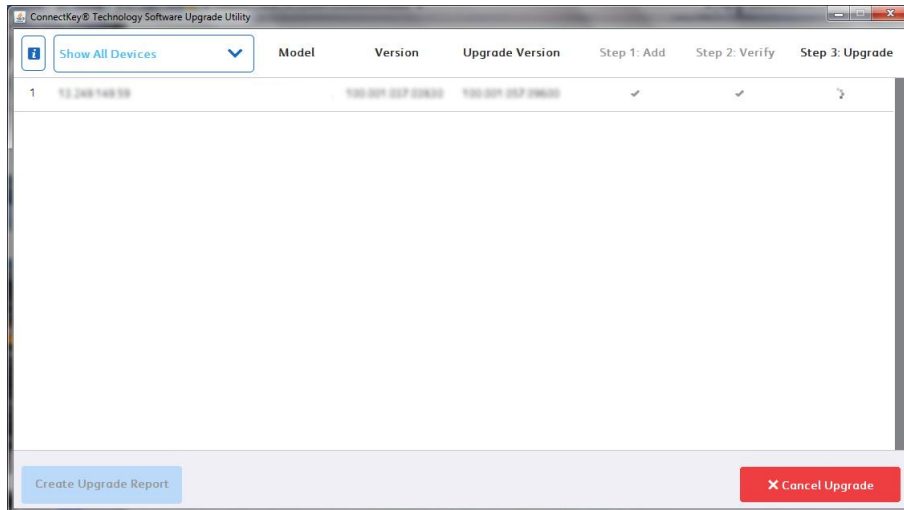 ConnectKey® Technology Software Upgrade Utility
Show All Devices Model Version Upgrade Version Step 1: Add Step 2: Verify Step 3: Upgrade
1
Create Upgrade Report X Cancel Upgrade